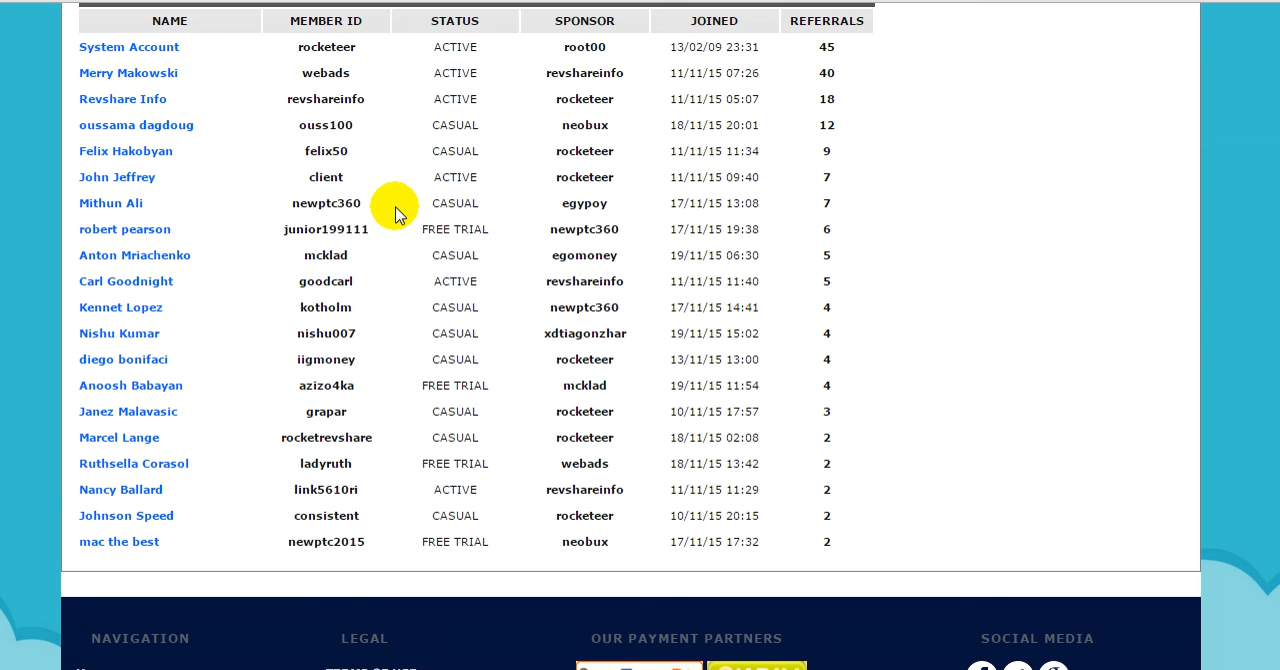 NAME MEMBER ID STATUS SPONSOR JOINED REFERRALS
System Account rocketeer ACTIVE root00 13/02/09 23:31 45
Merry Makowski webads ACTIVE revshareinfo 11/11/15 07:26 40
Revshare Info revshareinfo ACTIVE rocketeer 11/11/15 05:07 18
oussama dagdoug ouss100 CASUAL neobux 18/11/15 20:01 12
Felix Hakobyan felix50 CASUAL rocketeer 11/11/15 11:34 9
John Jeffrey client ACTIVE rocketeer 11/11/15 09:40 7
Mithun Ali newptc360 CASUAL egypoy 17/11/15 13:08 7
robert pearson junior199111 FREE TRIAL newptc360 17/11/15 19:38 6
Anton Mriachenko mcklad CASUAL egomoney 19/11/15 06:30 5
Carl Goodnight goodcarl ACTIVE revshareinfo 11/11/15 11:40 5
Kennet Lopez kotholm CASUAL newptc360 17/11/15 14:41 4
Nishu Kumar nishu007 CASUAL xdtiagonzhar 19/11/15 15:02 4
diego bonifaci iigmoney CASUAL rocketeer 13/11/15 13:00 4
Anoosh Babayan azizo4ka FREE TRIAL mcklad 19/11/15 11:54 4
Janez Malavasic grapar CASUAL rocketeer 10/11/15 17:57 3
Marcel Lange rocketrevshare CASUAL rocketeer 18/11/15 02:08 2
Ruthsella Corasol ladyruth FREE TRIAL webads 18/11/15 13:42 2
Nancy Ballard link5610ri ACTIVE revshareinfo 11/11/15 11:29 2
Johnson Speed consistent CASUAL rocketeer 10/11/15 20:15 2
mac the best newptc2015 FREE TRIAL neobux 17/11/15 17:32 2
NAVIGATION LEGAL OUR PAYMENT PARTNERS SOCIAL MEDIA
TERMS OF USE